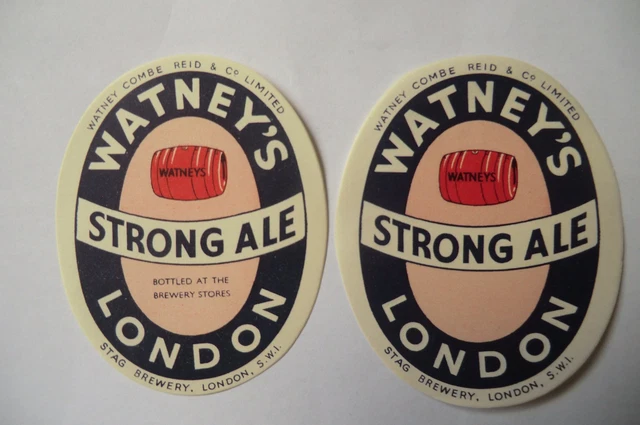 WATNEY COMBE REID & Co LIMITED
WATNEY'S
WATNEYS
STRONG ALE
BOTTLED AT THE
BREWERY STORES
LONDON
STAG BREWERY, LONDON, S.W.1.
WATNEY COMBE REID & Co LIMITED
WATNEY'S
WATNEYS
STRONG ALE
LONDON
STAG BREWERY, LONDON, S.W.1.